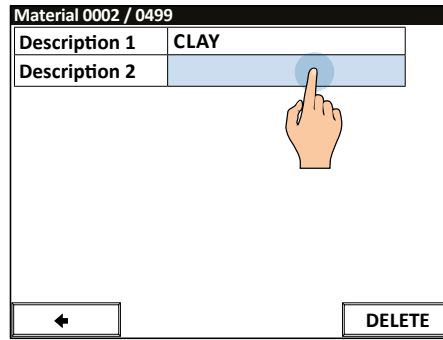 Material 0002 / 0499
Description 1 CLAY
Description 2
DELETE